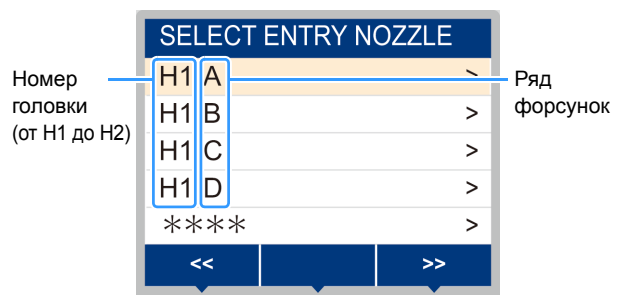 SELECT ENTRY NOZZLE
Номер
головки
(от H1 до H2)
H1 A >
H1 B >
H1 C >
H1 D >
**** >
<< >>
Ряд
форсунок